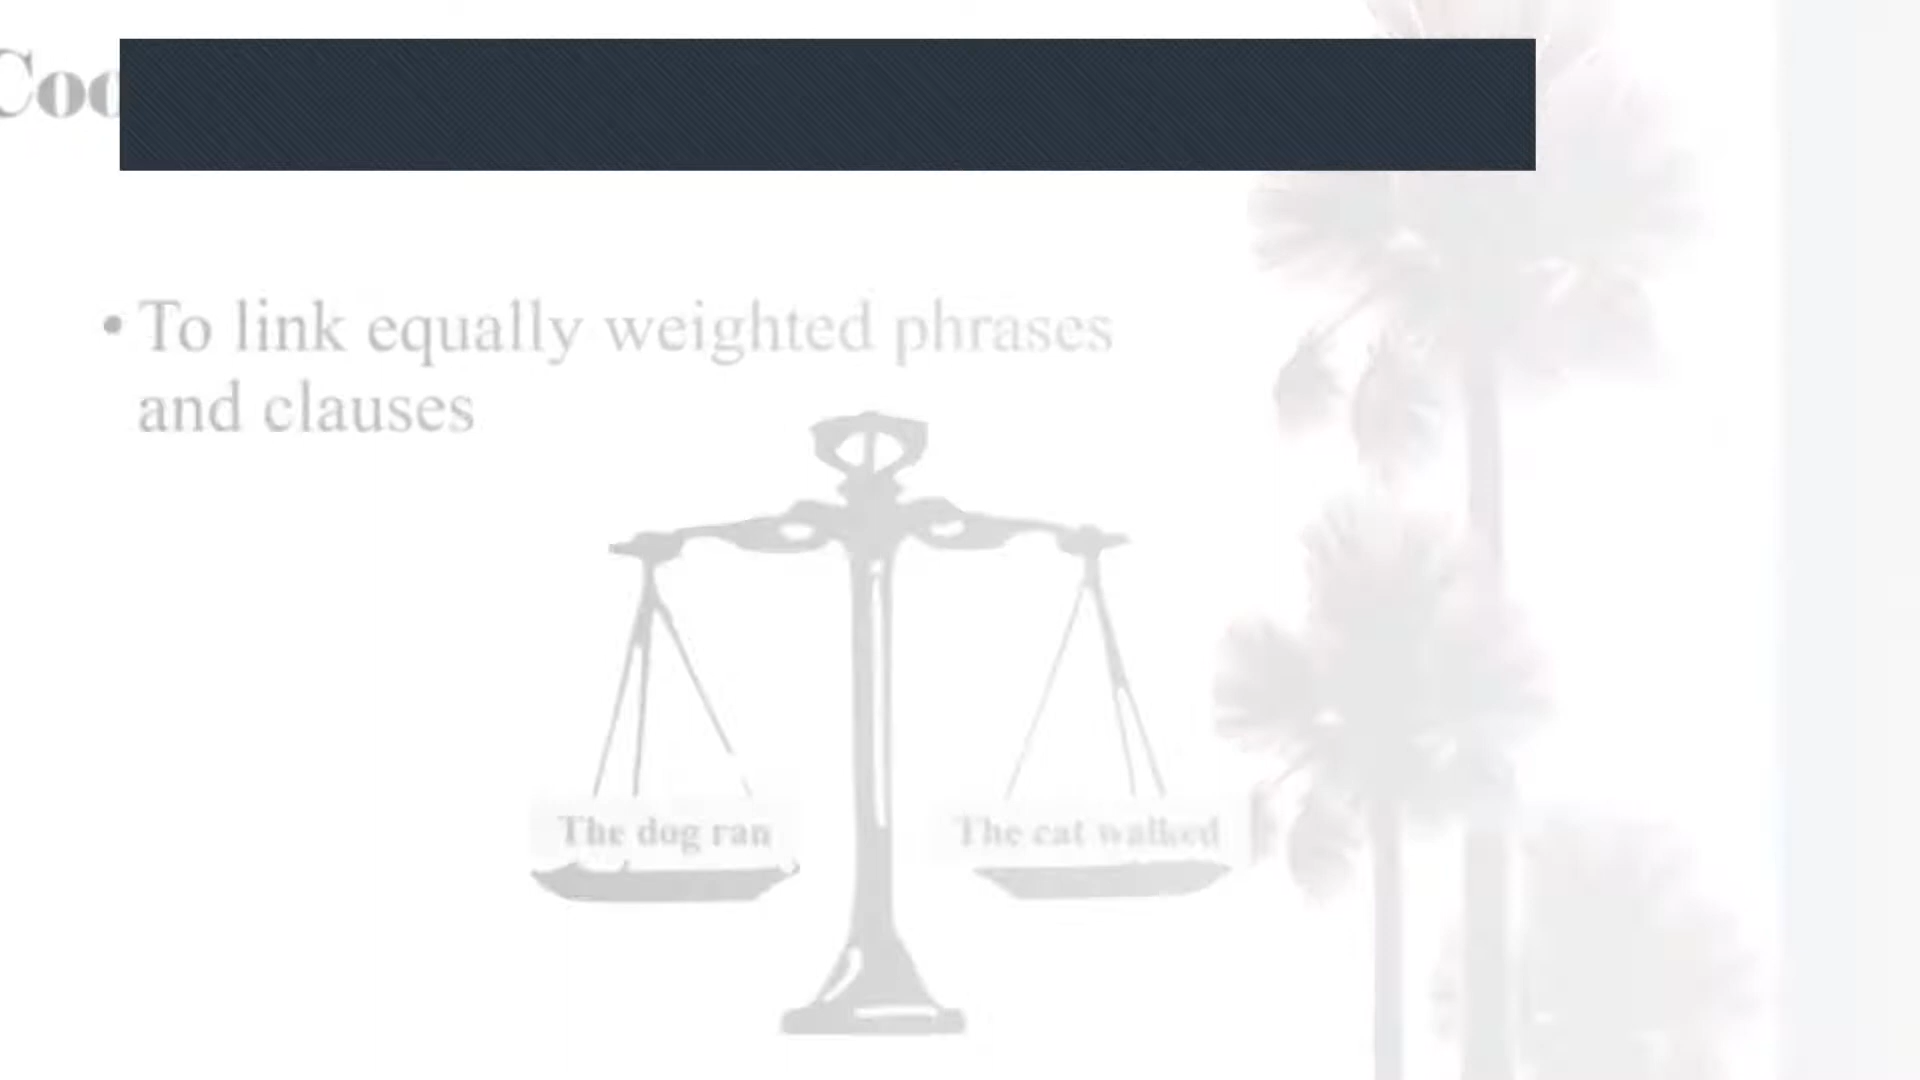 Coo
• To link equally weighted phrases
and clauses
The dog ran
The cat walked